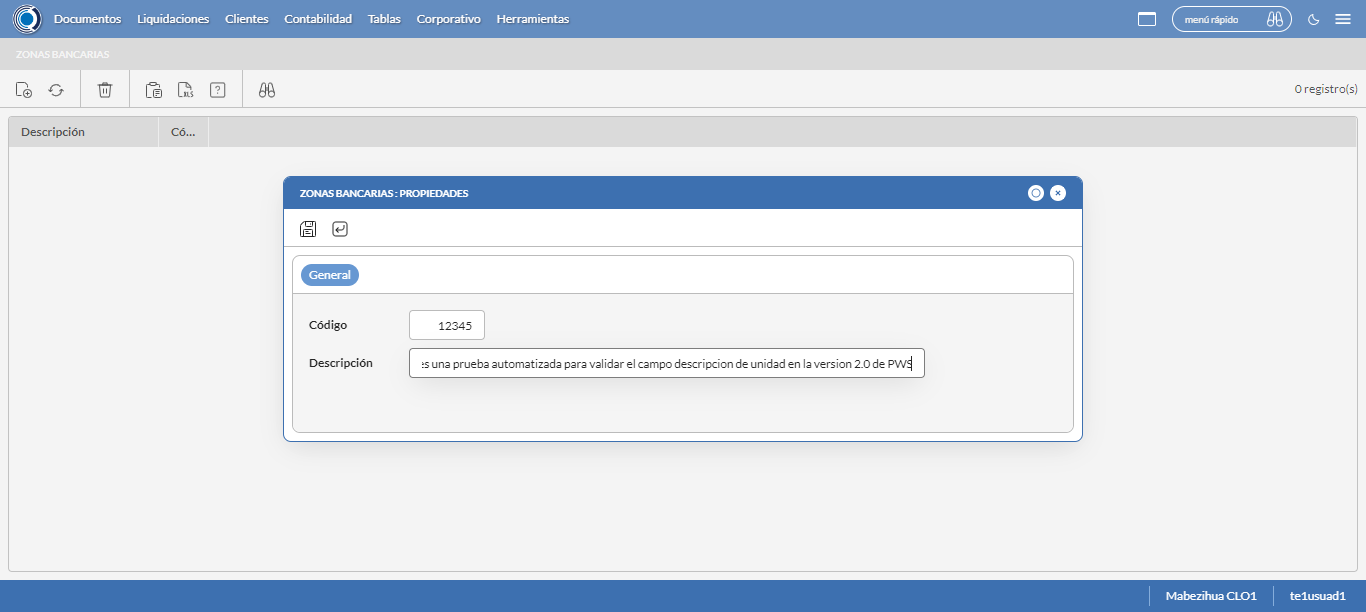 Documentos Liquidaciones Clientes Contabilidad Tablas Corporativo Herramientas menú rápido
ZONAS BANCARIAS
XLS ? 0 registro(s)
Descripción Có...
ZONAS BANCARIAS : PROPIEDADES
General
Código 12345
Descripción es una prueba automatizada para validar el campo descripcion de unidad en la version 2.0 de PWS
Mabezihua CLO1 te1usuad1